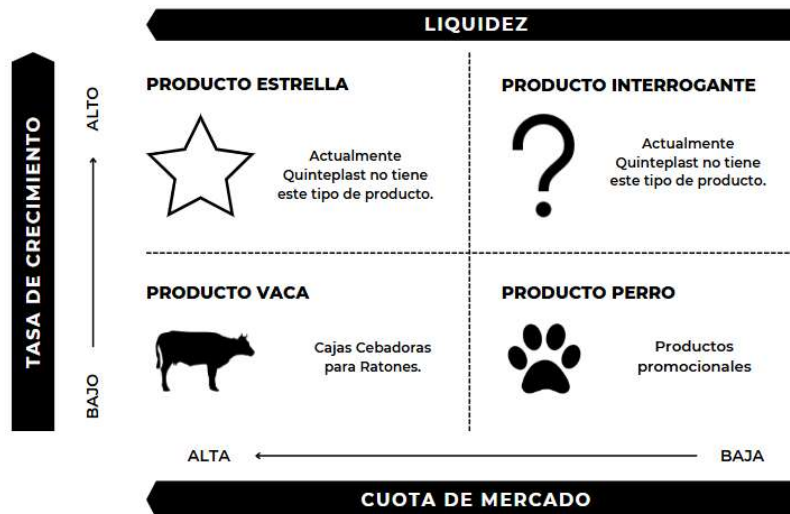 LIQUIDEZ
TASA DE CRECIMIENTO
ALTO
BAJO
PRODUCTO ESTRELLA
Actualmente
Quinteplast no tiene
este tipo de producto.
PRODUCTO INTERROGANTE
Actualmente
Quinteplast no tiene
este tipo de producto.
PRODUCTO VACA
Cajas Cebadoras
para Ratones.
PRODUCTO PERRO
Productos
promocionales
ALTA
BAJA
CUOTA DE MERCADO